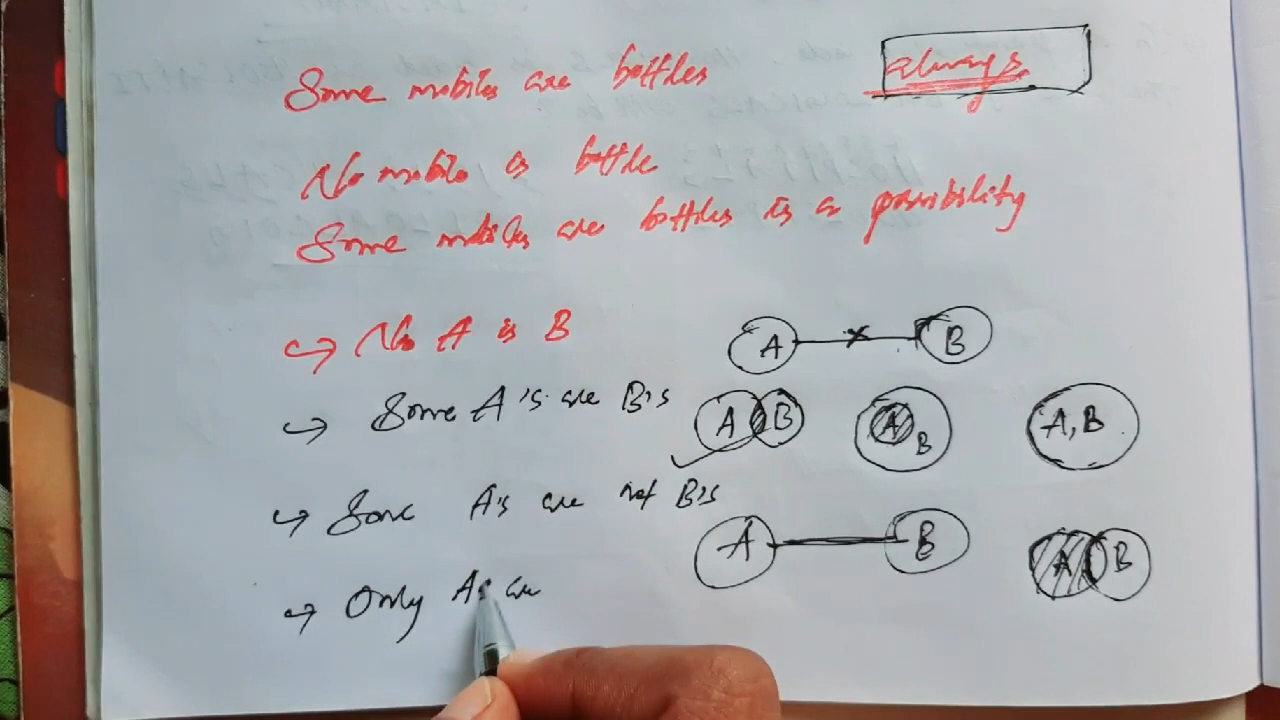 Some mobiles are bottles
always
No mobile is bottle
Some mobiles are bottles is a possibility
→ No A is B
A × B
→ Some A's are B's
A B
A B
A, B
→ Some A's are not B's
A B
A B
→ Only A's are